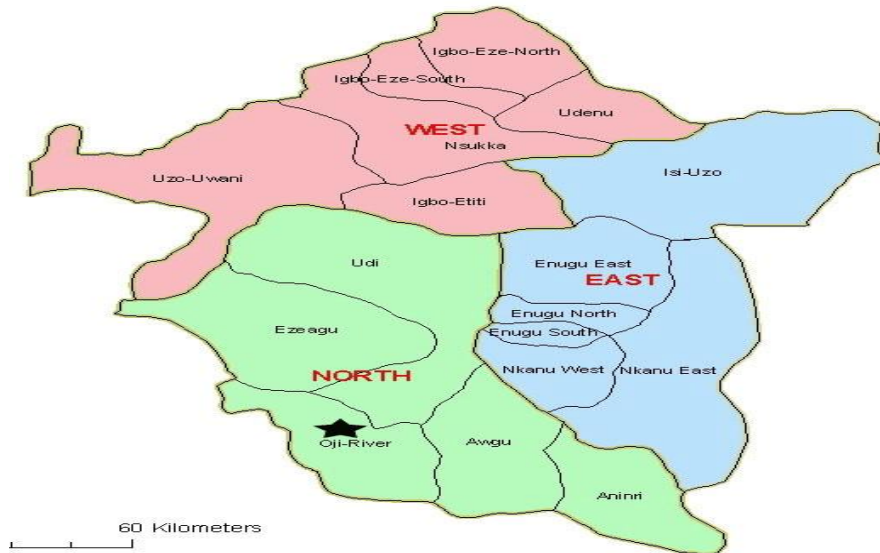 Igbo-Eze-North
Igbo-Eze-South
Udenu
WEST
Nsukka
Uzo-Uwani
Isi-Uzo
Igbo-Etiti
Udi
Enugu East
EAST
Enugu North
Ezeagu
Enugu South
Nkanu West
Nkanu East
NORTH
Oji-River
Awgu
Aninri
60 Kilometers